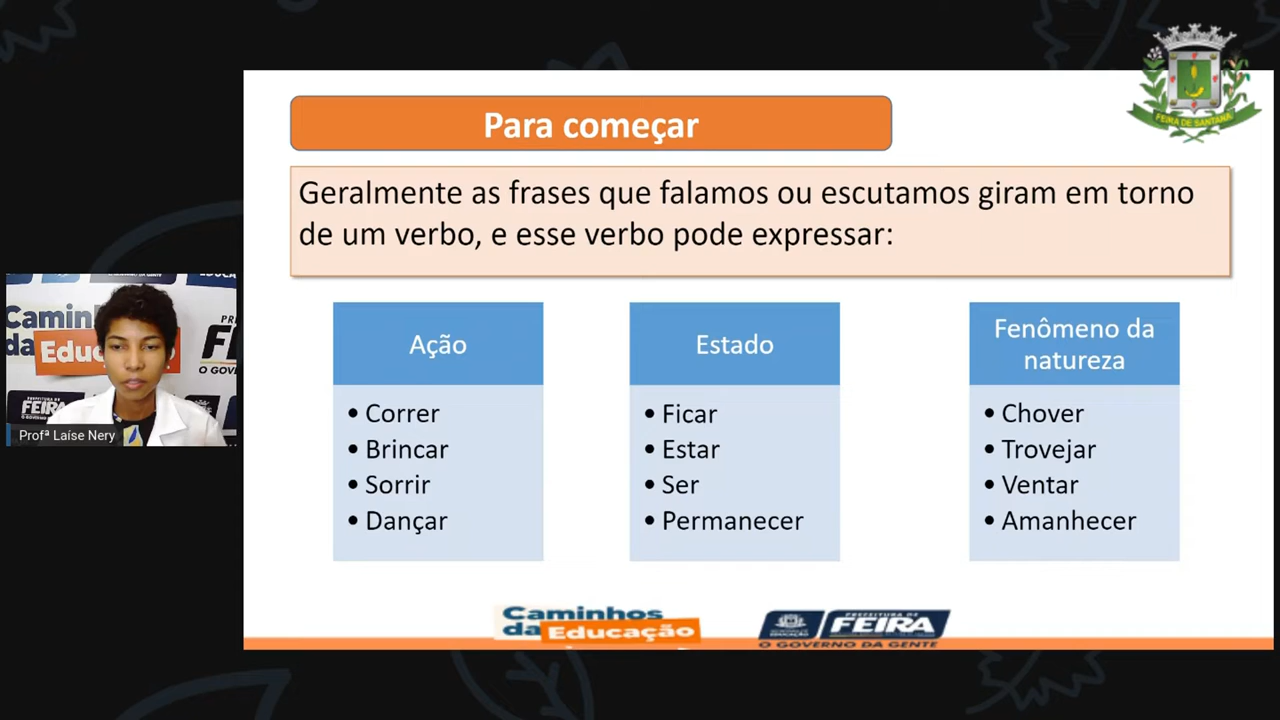 FEIRA DE SANTANA
Para começar
Geralmente as frases que falamos ou escutamos giram em torno
de um verbo, e esse verbo pode expressar:
Ação
• Correr
• Brincar
• Sorrir
• Dançar
Estado
• Ficar
• Estar
• Ser
• Permanecer
Fenômeno da
natureza
• Chover
• Trovejar
• Ventar
• Amanhecer
Profª Laíse Nery
Caminhos
da Educação
PREFEITURA DE
FEIRA
O GOVERNO DA GENTE